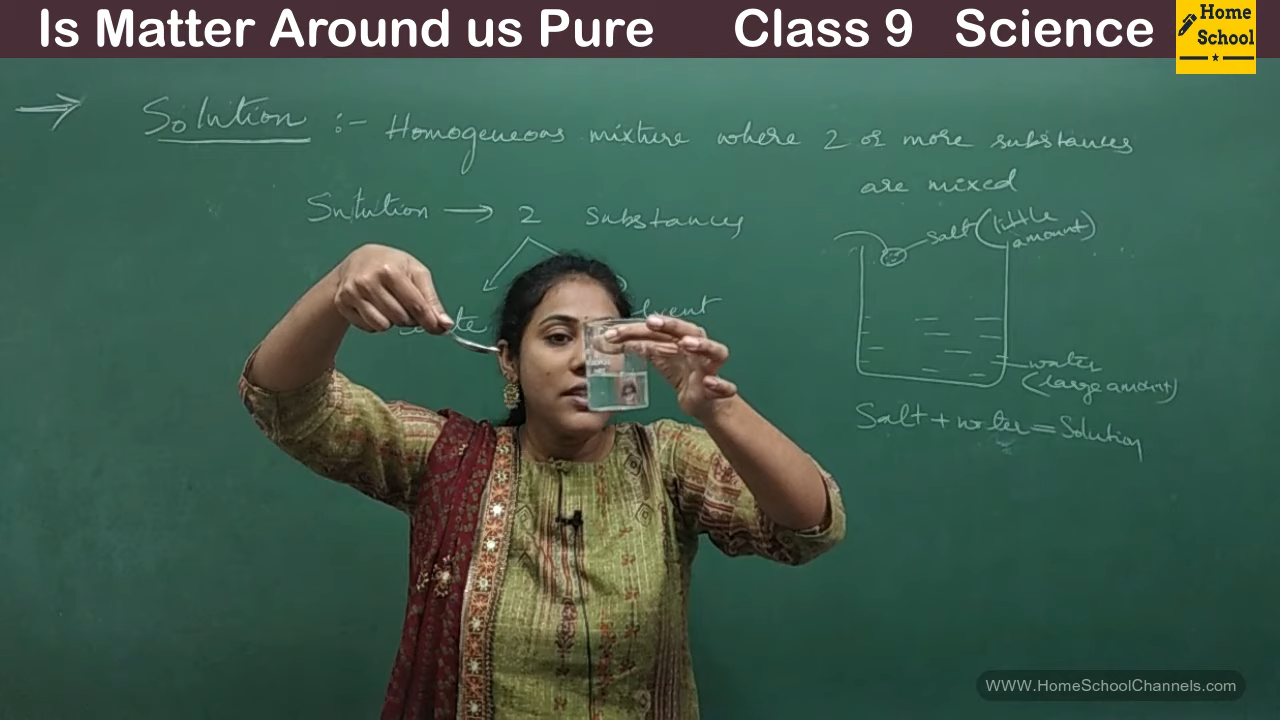 Is Matter Around us Pure Class 9 Science
Home
School
Solution :- Homogeneous mixture where 2 or more substances
are mixed
Solution → 2 substances
salt (little
amount)
water
(large amount)
Salt + water = Solution
WWW.HomeSchoolChannels.com